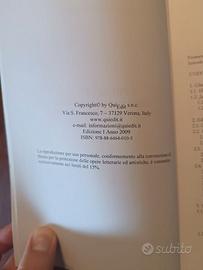 Copyright© by QuiEdit s.n.c.
Via S. Francesco, 7 – 37129 Verona, Italy
www.quiedit.it
e-mail: informazioni@quiedit.it
Edizione I Anno 2009
ISBN: 978-88-6464-010-5
La riproduzione per uso personale, conformemente alla convenzione di
Berna per la protezione delle opere letterarie ed artistiche, è consentita
esclusivamente nei limiti del 15%.
subito